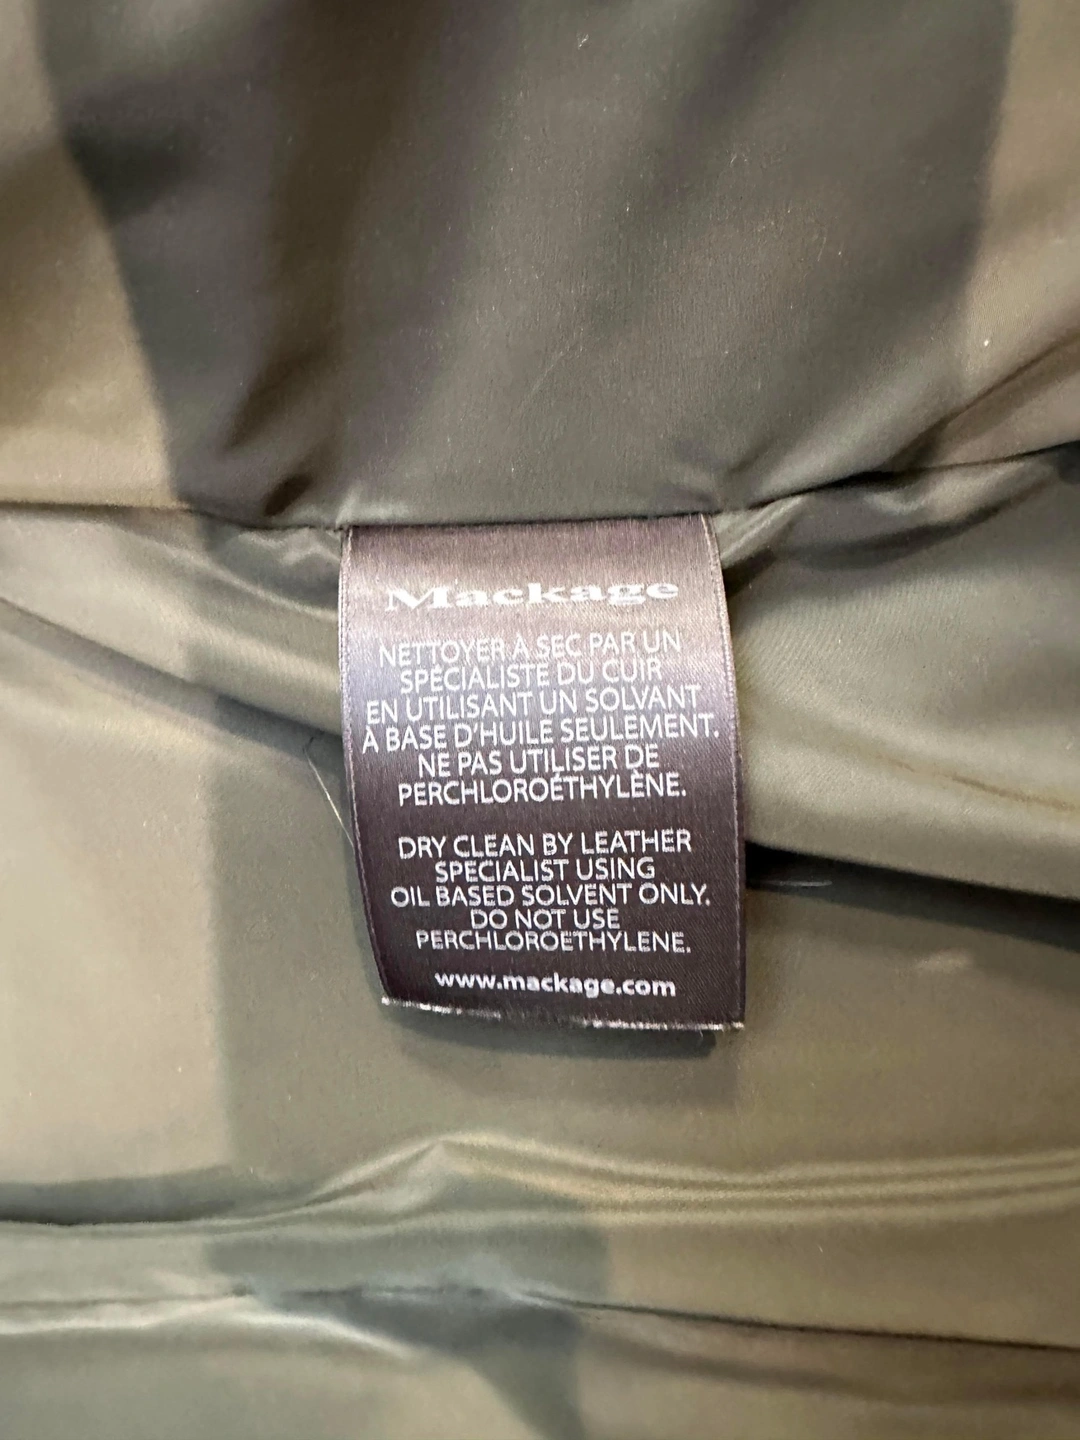 Mackage
NETTOYER À SEC PAR UN
SPÉCIALISTE DU CUIR
EN UTILISANT UN SOLVANT
À BASE D'HUILE SEULEMENT.
NE PAS UTILISER DE
PERCHLOROÉTHYLÈNE.
DRY CLEAN BY LEATHER
SPECIALIST USING
OIL BASED SOLVENT ONLY.
DO NOT USE
PERCHLOROETHYLENE.
www.mackage.com